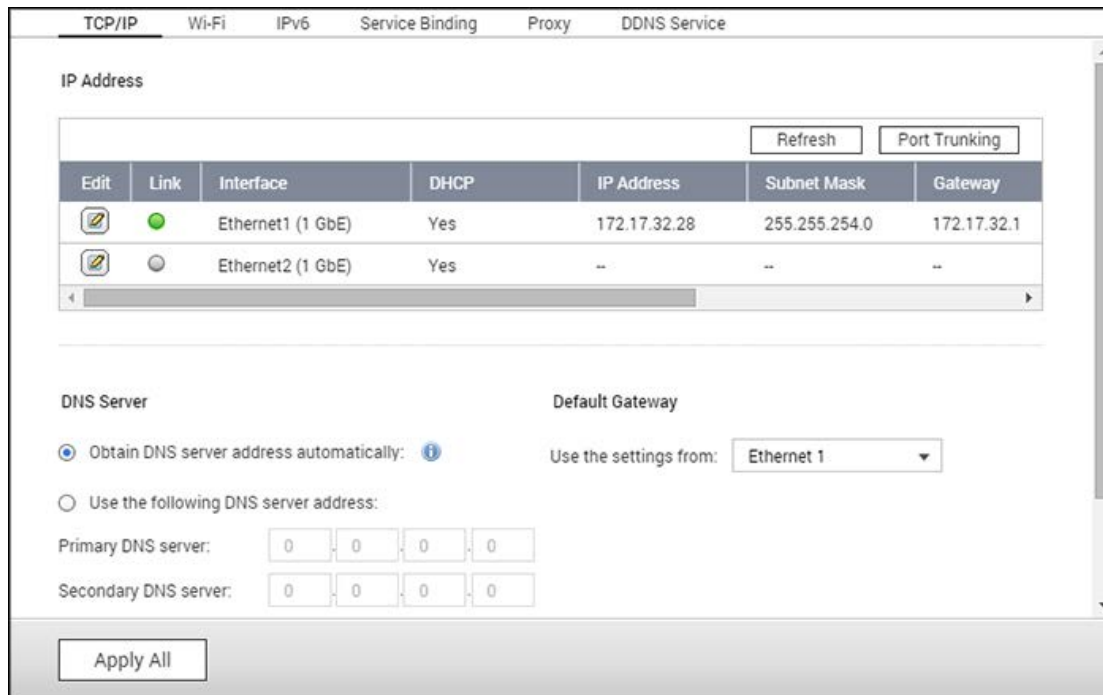 TCP/IP Wi-Fi IPv6 Service Binding Proxy DDNS Service
IP Address
Refresh Port Trunking
Edit Link Interface DHCP IP Address Subnet Mask Gateway
Ethernet1 (1 GbE) Yes 172.17.32.28 255.255.254.0 172.17.32.1
Ethernet2 (1 GbE) Yes -- -- --
DNS Server Default Gateway
Obtain DNS server address automatically: Use the settings from: Ethernet 1
Use the following DNS server address:
Primary DNS server: 0 . 0 . 0 . 0
Secondary DNS server: 0 . 0 . 0 . 0
Apply All